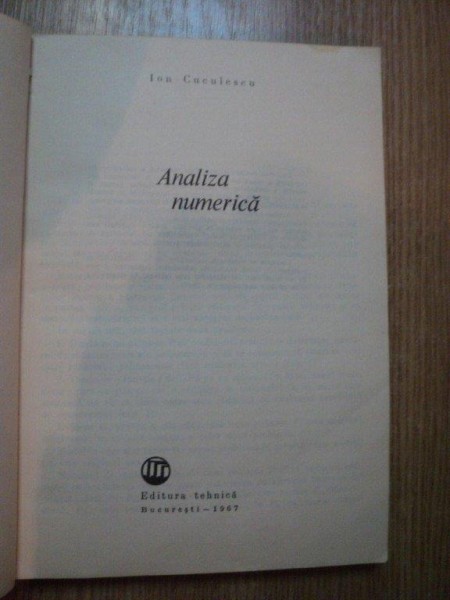 Ion Cuculescu
Analiza
numerică
Editura tehnică
București - 1967